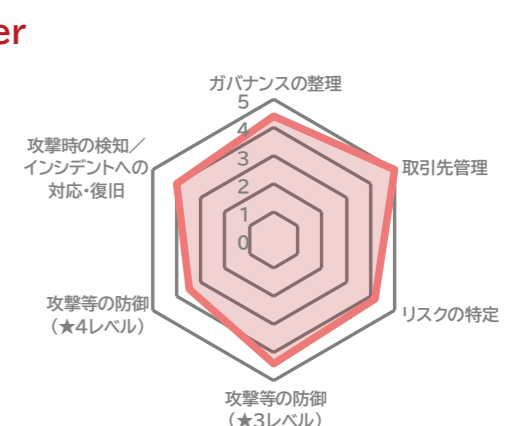 er
ガバナンスの整理
5
4
3
2
1
0
取引先管理
リスクの特定
攻撃等の防御
(★3レベル)
攻撃等の防御
(★4レベル)
攻撃時の検知／
インシデントへの
対応・復旧